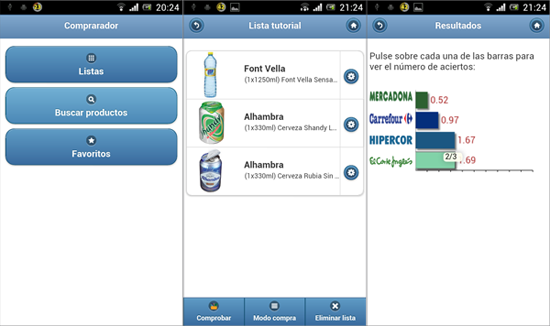 20:24
Comprarador
Listas
Buscar productos
Favoritos
21:24
Lista tutorial
Font Vella
(1x1250ml) Font Vella Sensa...
Alhambra
(1x330ml) Cerveza Shandy L...
Alhambra
(1x330ml) Cerveza Rubia Sin ...
Comprobar
Modo compra
Eliminar lista
21:24
Resultados
Pulse sobre cada una de las barras para
ver el número de aciertos:
MERCADONA 0.52
Carrefour 0.97
HIPERCOR 1.67
El Corte Inglés 2/3 .69